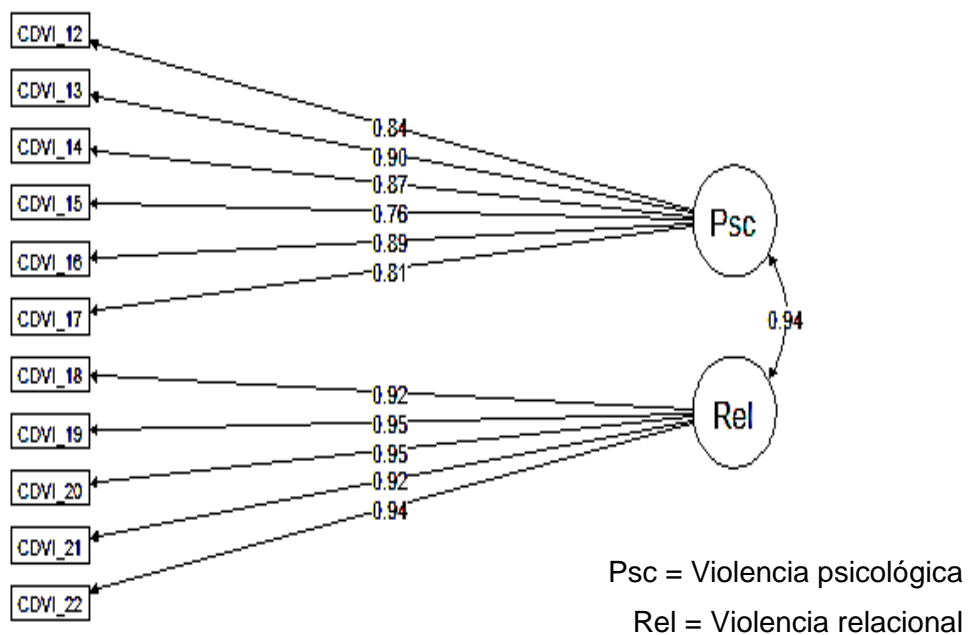 CDVI_12
CDVI_13
CDVI_14
CDVI_15
CDVI_16
CDVI_17
CDVI_18
CDVI_19
CDVI_20
CDVI_21
CDVI_22
0.84
0.90
0.87
0.76
0.89
0.81
0.92
0.95
0.95
0.92
0.94
Psc
0.94
Rel
Psc = Violencia psicológica
Rel = Violencia relacional